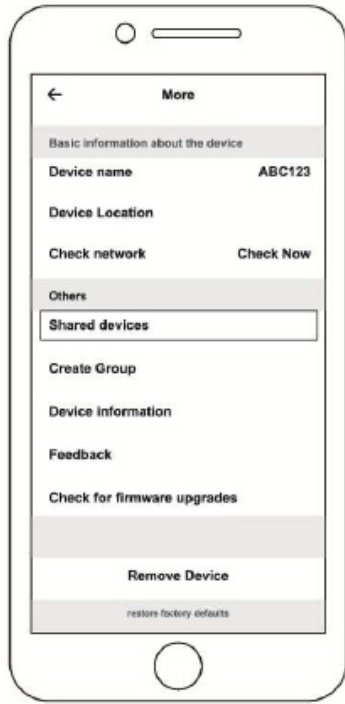 More
Basic information about the device
Device name ABC123
Device Location
Check network Check Now
Others
Shared devices
Create Group
Device information
Feedback
Check for firmware upgrades
Remove Device
restore factory defaults